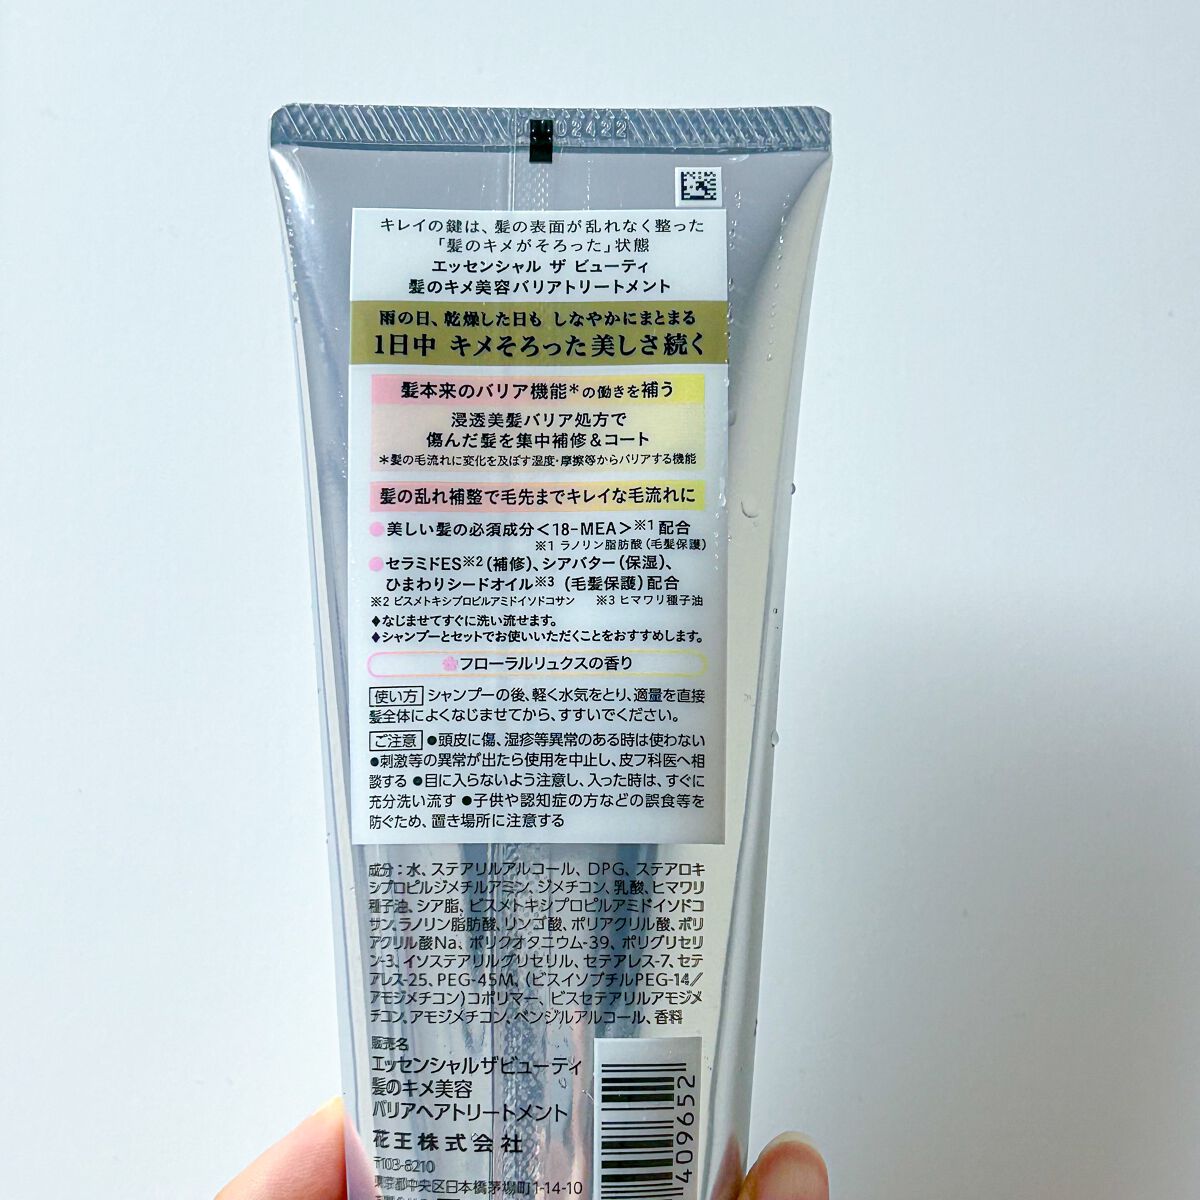 02422
キレイの鍵は、髪の表面が乱れなく整った
「髪のキメがそろった」状態
エッセンシャル ザ ビューティ
髪のキメ美容バリアトリートメント
雨の日、乾燥した日も しなやかにまとまる
1日中 キメそろった美しさ続く
髪本来のバリア機能*の働きを補う
浸透美髪バリア処方で
傷んだ髪を集中補修&コート
*髪の毛流れに変化を及ぼす湿度・摩擦等からバリアする機能
髪の乱れ補整で毛先までキレイな毛流れに
●美しい髪の必須成分<18-MEA>※1配合
※1 ラノリン脂肪酸(毛髪保護)
●セラミドES※2(補修)、シアバター(保湿)、
ひまわりシードオイル※3 (毛髪保護)配合
※2 ビスメトキシプロピルアミドイソドコサン ※3 ヒマワリ種子油
♦なじませてすぐに洗い流せます。
♦シャンプーとセットでお使いいただくことをおすすめします。
フローラルリュクスの香り
使い方 シャンプーの後、軽く水気をとり、適量を直接
髪全体によくなじませてから、すすいでください。
ご注意 ●頭皮に傷、湿疹等異常のある時は使わない
●刺激等の異常が出たら使用を中止し、皮フ科医へ相
談する ●目に入らないよう注意し、入った時は、すぐに
充分洗い流す ●子供や認知症の方などの誤食等を
防ぐため、置き場所に注意する
成分:水、ステアリルアルコール、DPG、ステアロキ
シプロピルジメチルアミン、ジメチコン、乳酸、ヒマワリ
種子油、シア脂、ビスメトキシプロピルアミドイソドコ
サン、ラノリン脂肪酸、リンゴ酸、ポリアクリル酸、ポリ
アクリル酸Na、ポリクオタニウム-39、ポリグリセリ
ン-3、イソステアリルグリセリル、セテアレス-7、セテ
アレス-25、PEG-45M、(ビスイソブチルPEG-14/
アモジメチコン)コポリマー、ビスセテアリルアモジメ
チコン、アモジメチコン、ベンジルアルコール、香料
販売名
エッセンシャルザビューティ
髪のキメ美容
バリアヘアトリートメント
花王株式会社
〒103-8210
東京都中央区日本橋茅場町1-14-10
409652